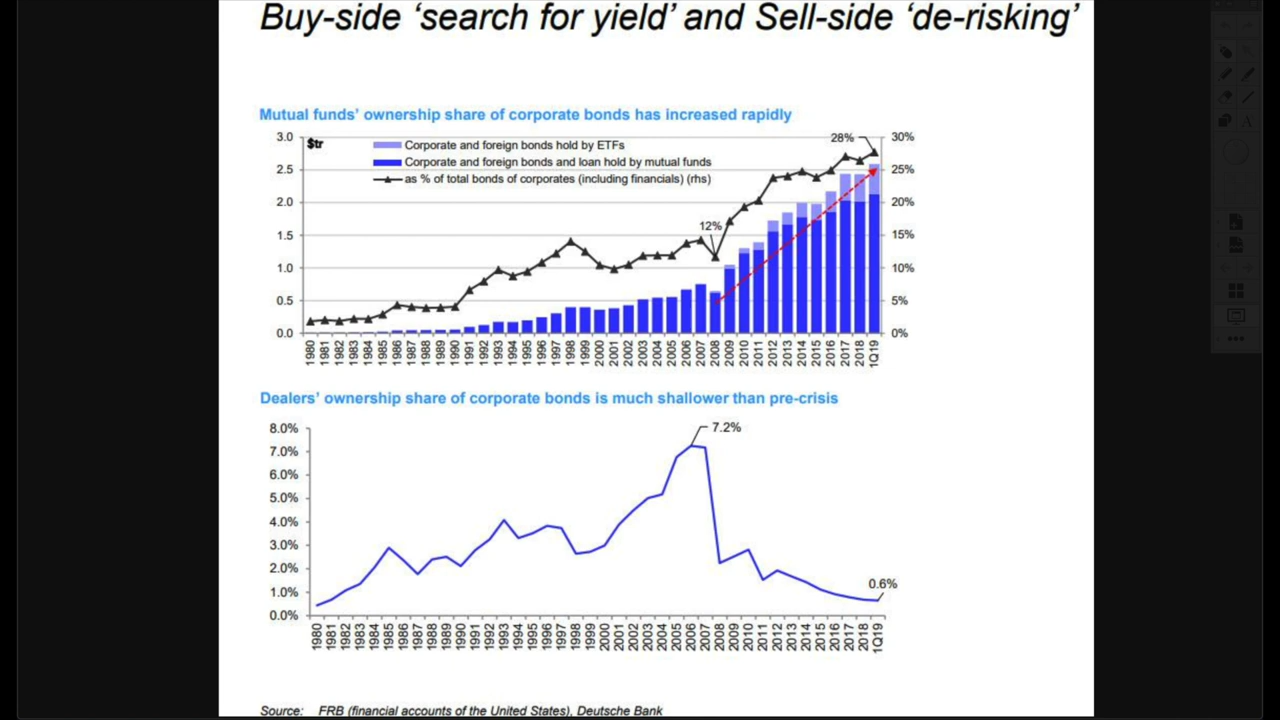 Buy-side ‘search for yield’ and Sell-side ‘de-risking’
Mutual funds’ ownership share of corporate bonds has increased rapidly
3.0
2.5
2.0
1.5
1.0
0.5
0.0
$tr
Corporate and foreign bonds hold by ETFs
Corporate and foreign bonds and loan hold by mutual funds
as % of total bonds of corporates (including financials) (rhs)
12%
28%
30%
25%
20%
15%
10%
5%
0%
1980 1981 1982 1983 1984 1985 1986 1987 1988 1989 1990 1991 1992 1993 1994 1995 1996 1997 1998 1999 2000 2001 2002 2003 2004 2005 2006 2007 2008 2009 2010 2011 2012 2013 2014 2015 2016 2017 2018 1Q19
Dealers’ ownership share of corporate bonds is much shallower than pre-crisis
8.0%
7.0%
6.0%
5.0%
4.0%
3.0%
2.0%
1.0%
0.0%
7.2%
0.6%
1980 1981 1982 1983 1984 1985 1986 1987 1988 1989 1990 1991 1992 1993 1994 1995 1996 1997 1998 1999 2000 2001 2002 2003 2004 2005 2006 2007 2008 2009 2010 2011 2012 2013 2014 2015 2016 2017 2018 1Q19
Source: FRB (financial accounts of the United States), Deutsche Bank